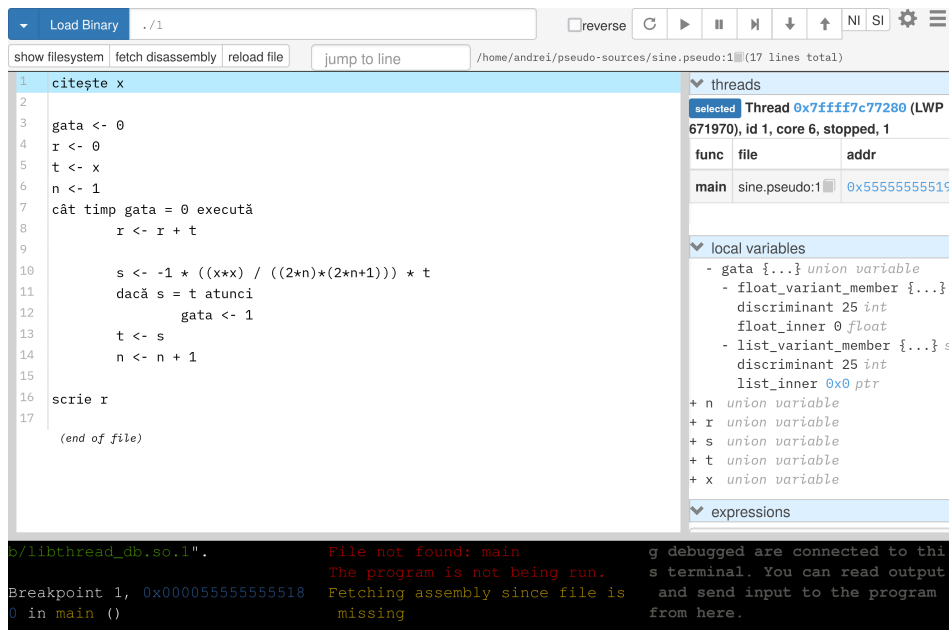 Load Binary ./1 reverse NI SI
show filesystem fetch disassembly reload file jump to line /home/andrei/pseudo-sources/sine.pseudo:1 (17 lines total)
1 citește x
2
3 gata <- 0
4 r <- 0
5 t <- x
6 n <- 1
7 cât timp gata = 0 execută
8 r <- r + t
9
10 s <- -1 * ((x*x) / ((2*n)*(2*n+1))) * t
11 dacă s = t atunci
12 gata <- 1
13 t <- s
14 n <- n + 1
15
16 scrie r
17
(end of file)
threads
selected Thread 0x7ffff7c77280 (LWP
671970), id 1, core 6, stopped, 1
func file addr
main sine.pseudo:1 0x55555555519
local variables
- gata {...} union variable
- float_variant_member {...}
discriminant 25 int
float_inner 0 float
- list_variant_member {...} s
discriminant 25 int
list_inner 0x0 ptr
+ n union variable
+ r union variable
+ s union variable
+ t union variable
+ x union variable
expressions
b/libthread_db.so.1".
Breakpoint 1, 0x000055555555518
0 in main ()
File not found: main
The program is not being run.
Fetching assembly since file is
missing
g debugged are connected to thi
s terminal. You can read output
and send input to the program
from here.